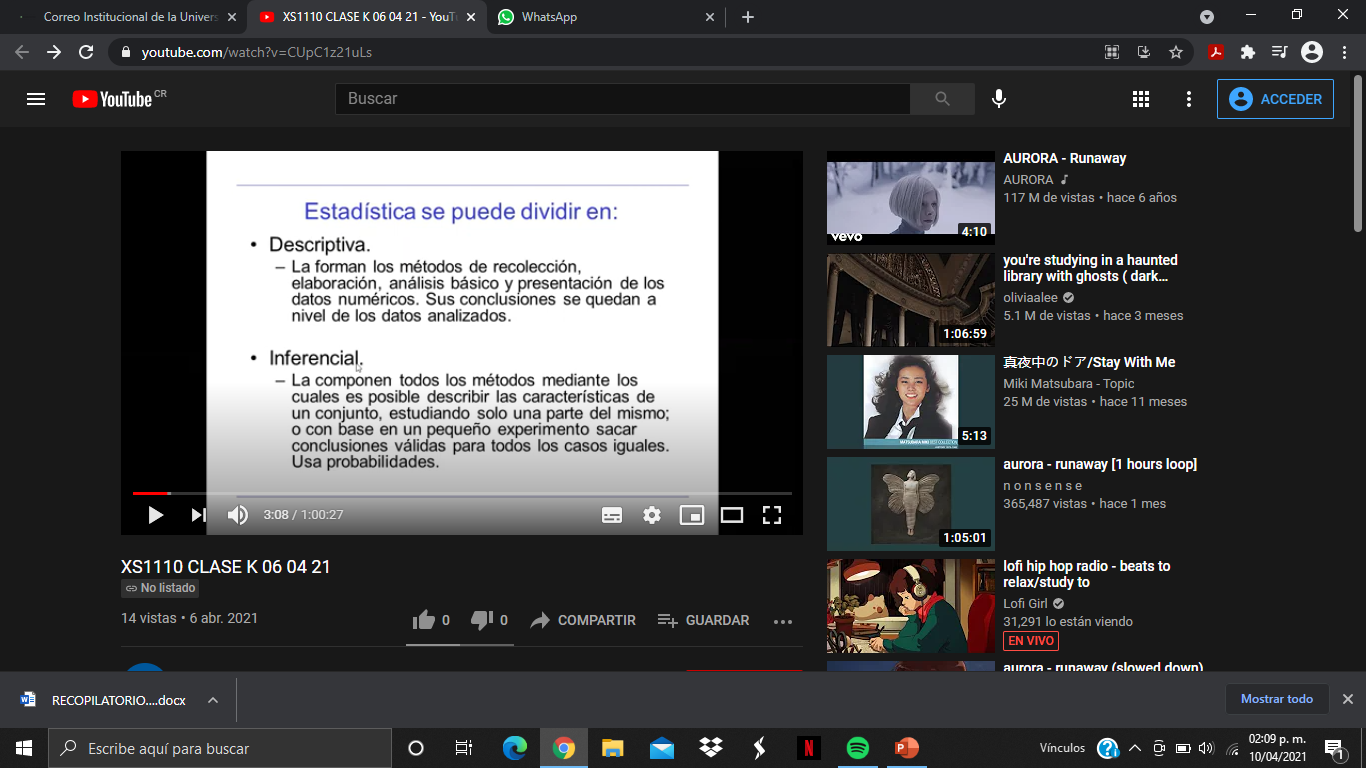 Correo Institucional de la Univers
XS1110 CLASE K 06 04 21 - YouT
WhatsApp
youtube.com/watch?v=CUpC1z21uLs
YouTube CR
Buscar
ACCEDER
Estadística se puede dividir en:
• Descriptiva.
– La forman los métodos de recolección,
elaboración, análisis básico y presentación de los
datos numéricos. Sus conclusiones se quedan a
nivel de los datos analizados.
• Inferencial.
– La componen todos los métodos mediante los
cuales es posible describir las características de
un conjunto, estudiando solo una parte del mismo;
o con base en un pequeño experimento sacar
conclusiones válidas para todos los casos iguales.
Usa probabilidades.
3:08 / 1:00:27
XS1110 CLASE K 06 04 21
No listado
14 vistas • 6 abr. 2021
0
0
COMPARTIR
GUARDAR
vevo
4:10
AURORA - Runaway
AURORA
117 M de vistas • hace 6 años
1:06:59
you're studying in a haunted
library with ghosts ( dark...
oliviaalee
5.1 M de vistas • hace 3 meses
5:13
真夜中のドア/Stay With Me
Miki Matsubara - Topic
25 M de vistas • hace 11 meses
1:05:01
aurora - runaway [1 hours loop]
n o n s e n s e
365,487 vistas • hace 1 mes
lofi hip hop radio - beats to
relax/study to
Lofi Girl
31,291 lo están viendo
EN VIVO
aurora - runaway (slowed down)
RECOPILATORIO....docx
Mostrar todo
Escribe aquí para buscar
Vínculos
02:09 p. m.
10/04/2021
1